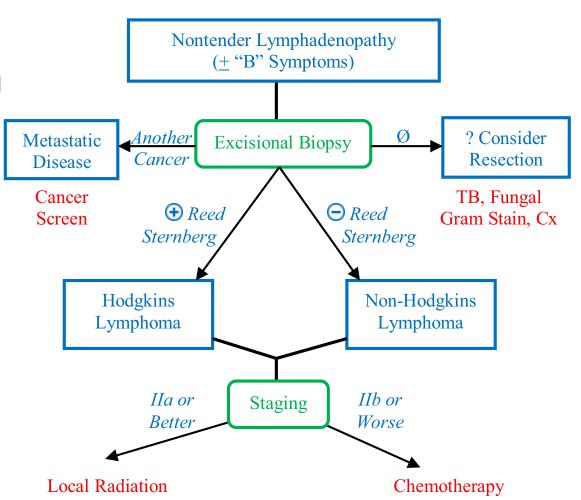 Nontender Lymphadenopathy
(± “B” Symptoms)
Metastatic
Disease
Another
Cancer
Excisional Biopsy
Ø
? Consider
Resection
Cancer
Screen
TB, Fungal
Gram Stain, Cx
⊕ Reed
Sternberg
⊖ Reed
Sternberg
Hodgkins
Lymphoma
Non-Hodgkins
Lymphoma
IIa or
Better
Staging
IIb or
Worse
Local Radiation
Chemotherapy